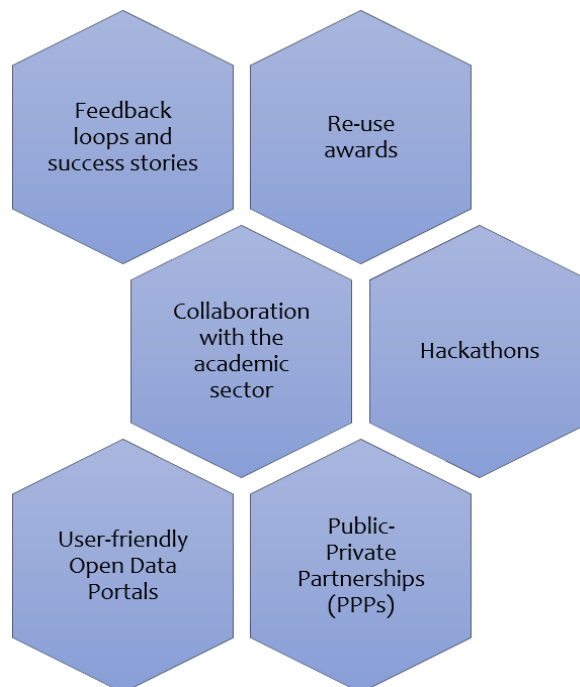 Feedback
loops and
success stories
Re-use
awards
Collaboration
with the
academic
sector
Hackathons
User-friendly
Open Data
Portals
Public-
Private
Partnerships
(PPPs)